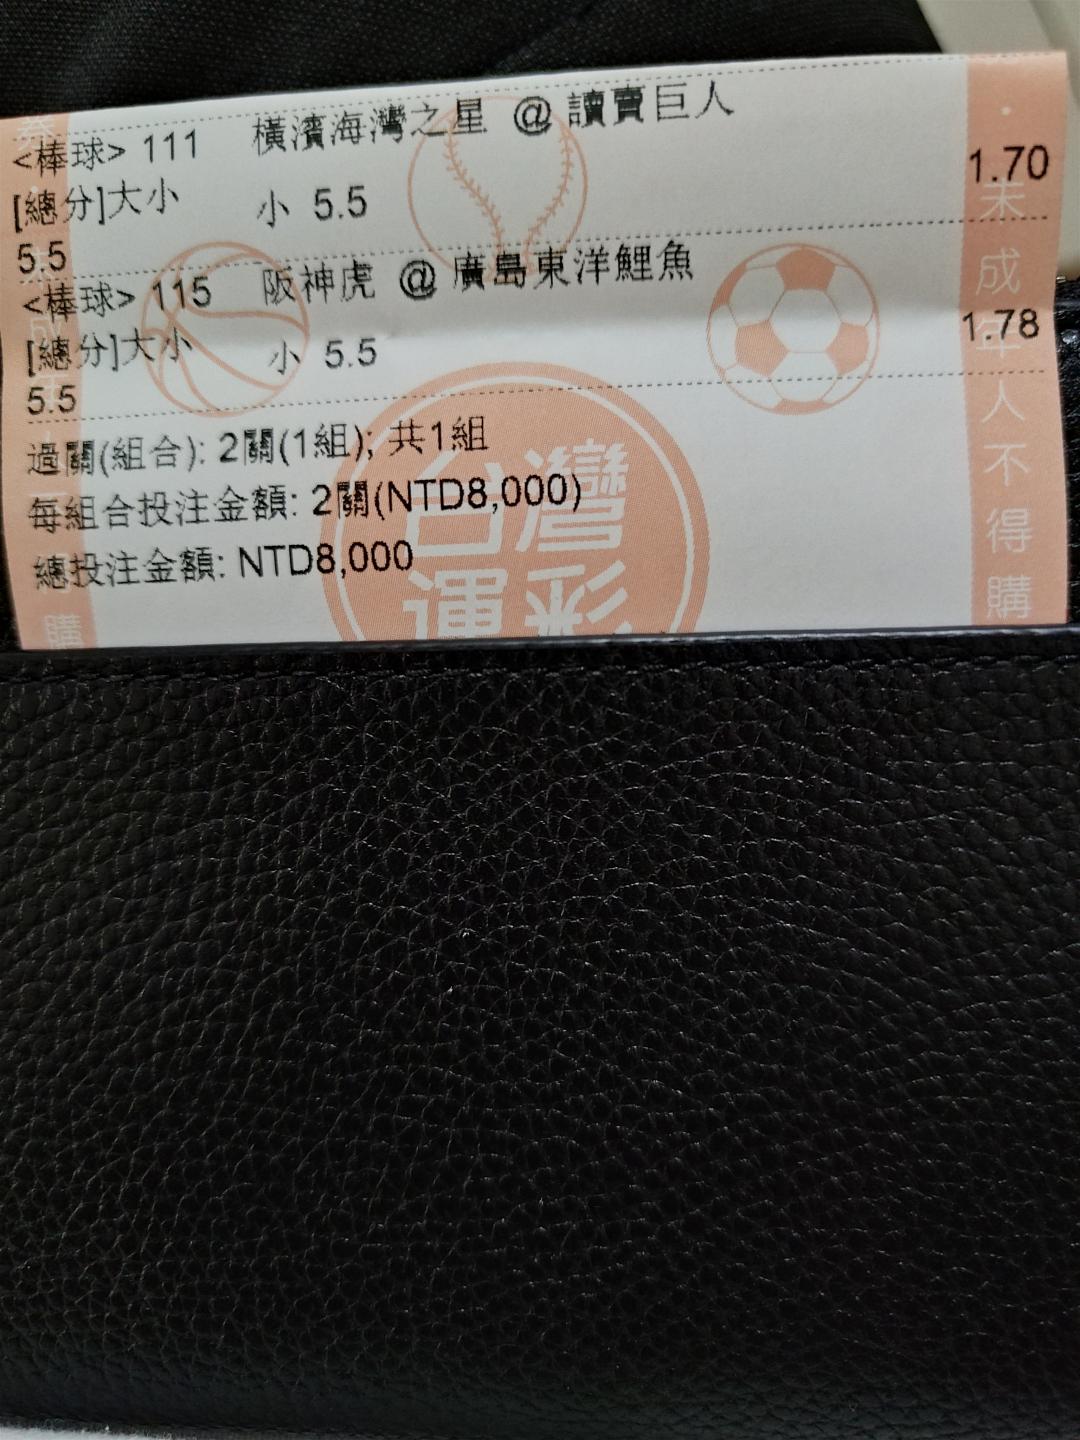 <棒球> 111 橫濱海灣之星 @ 讀賣巨人
[總分]大小 小 5.5 1.70
5.5
<棒球> 115 阪神虎 @ 廣島東洋鯉魚
[總分]大小 小 5.5 1.78
5.5
過關(組合): 2關(1組); 共1組
每組合投注金額: 2關(NTD8,000)
總投注金額: NTD8,000
台灣
運彩
未成年人不得購
券
成
購